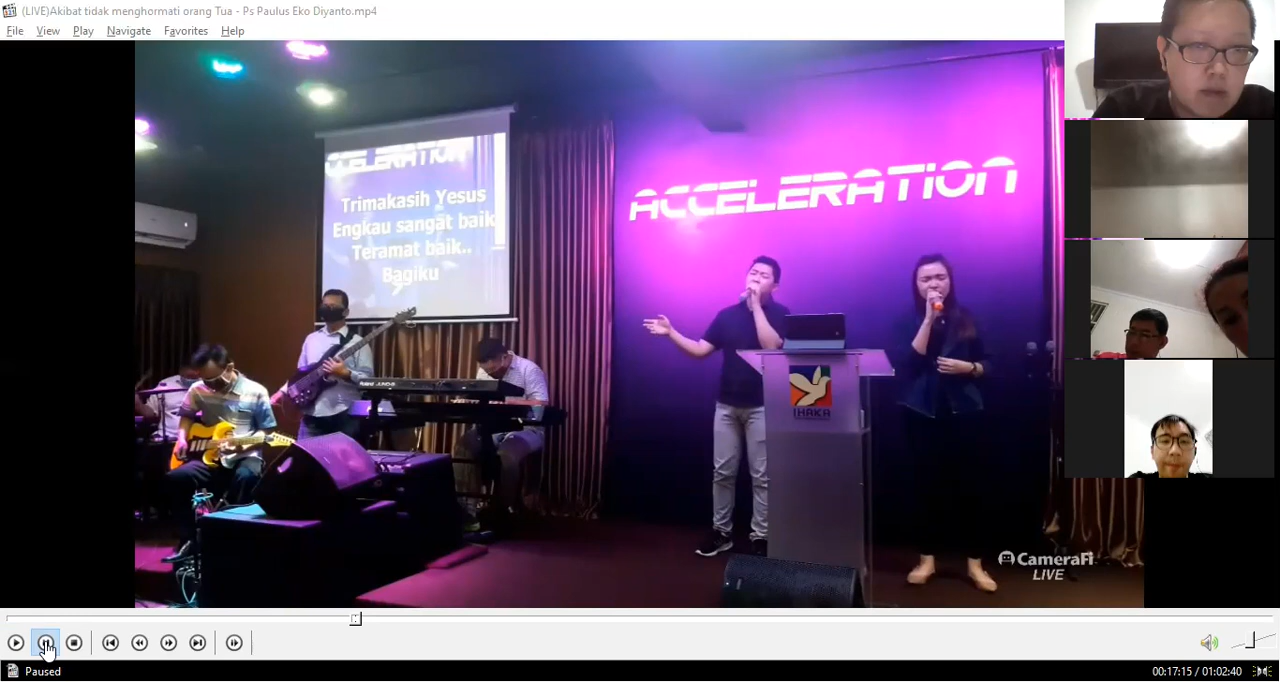 (LIVE)Akibat tidak menghormati orang Tua - Ps Paulus Eko Diyanto.mp4
File View Play Navigate Favorites Help
ACCELERATION
Trimakasih Yesus
Engkau sangat baik
Teramat baik..
Bagiku
ACCELERATION
IHAKA
CameraFi
LIVE
Paused
00:17:15 / 01:02:40